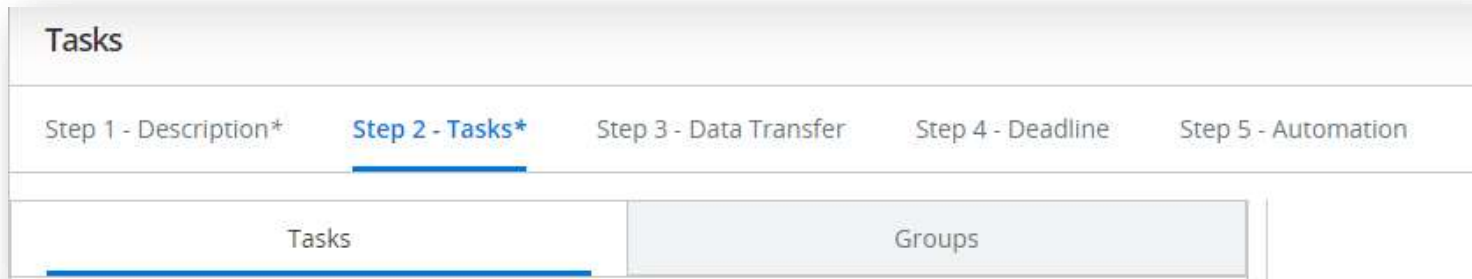 Tasks
Step 1 - Description* Step 2 - Tasks* Step 3 - Data Transfer Step 4 - Deadline Step 5 - Automation
Tasks Groups